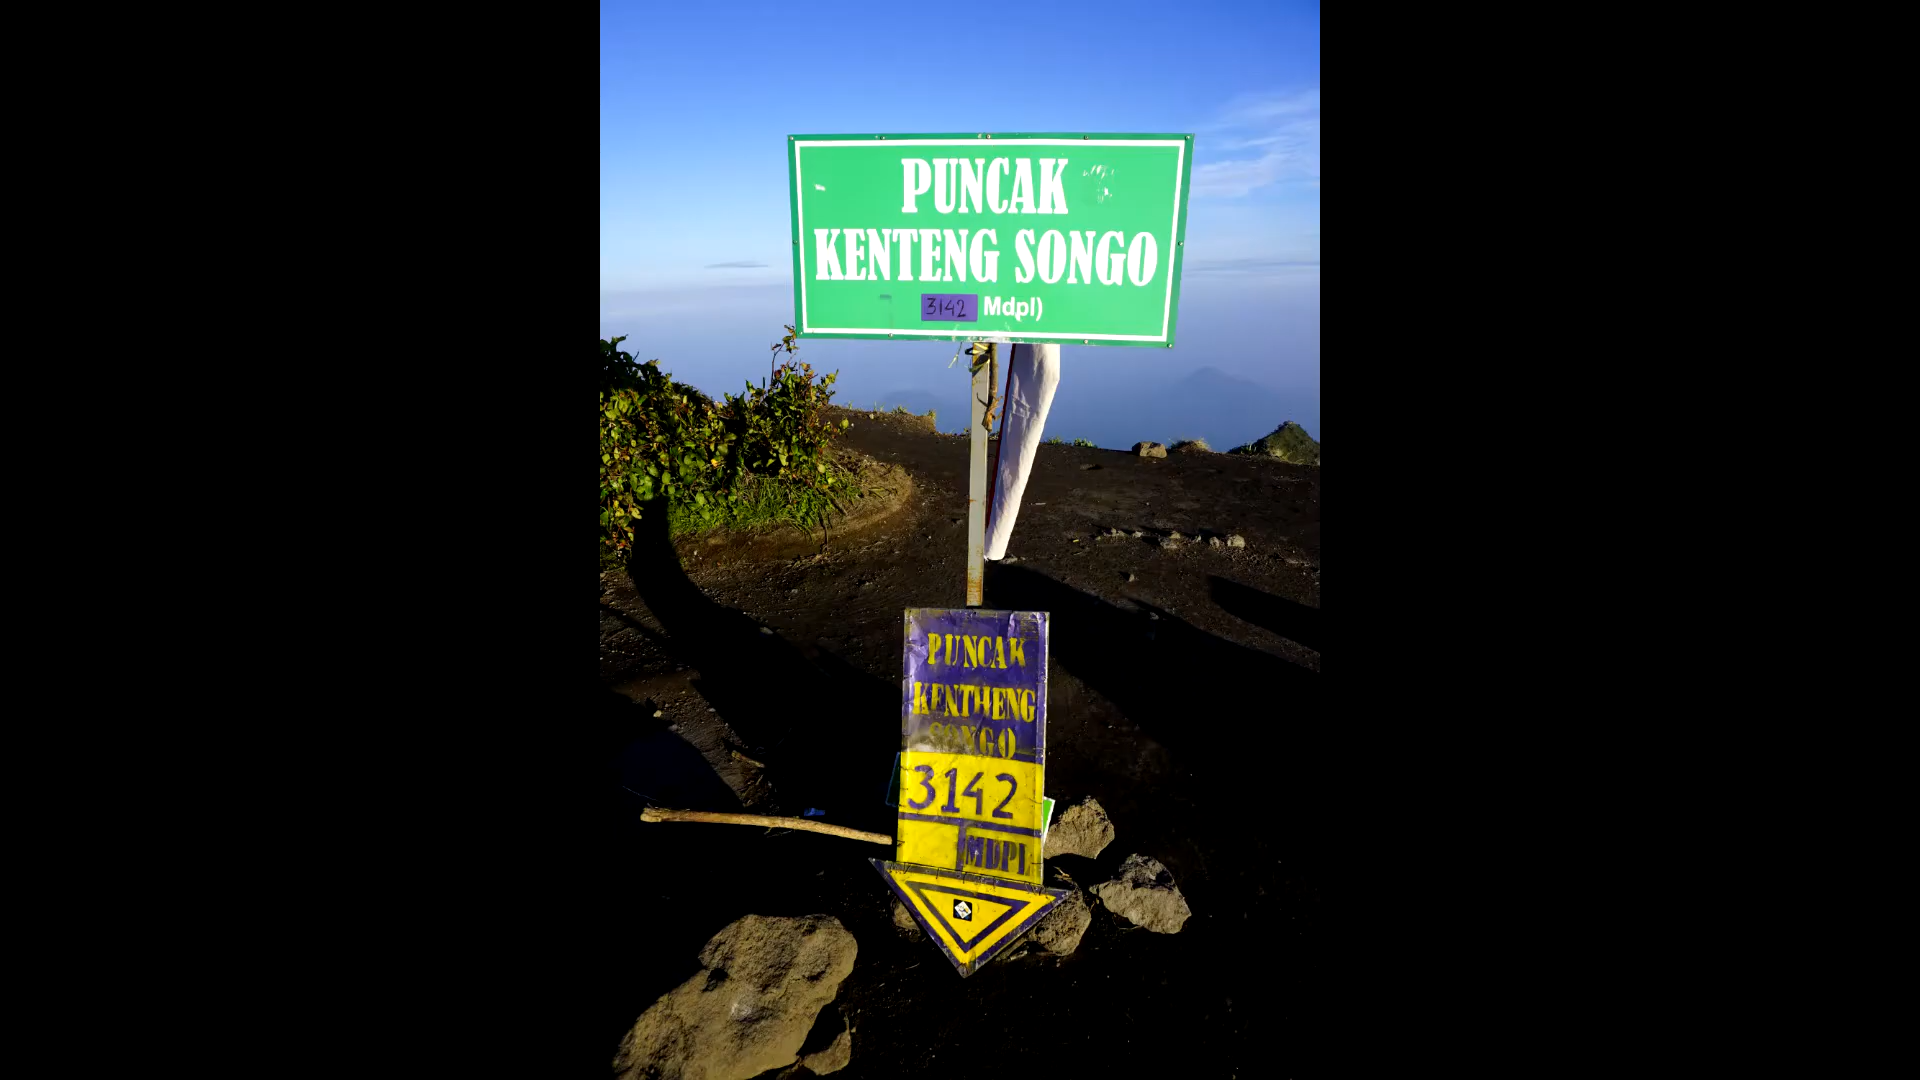 PUNCAK
KENTENG SONGO
3142 Mdpl)
PUNCAK
KENTHENG
SONGO
3142
MDPL